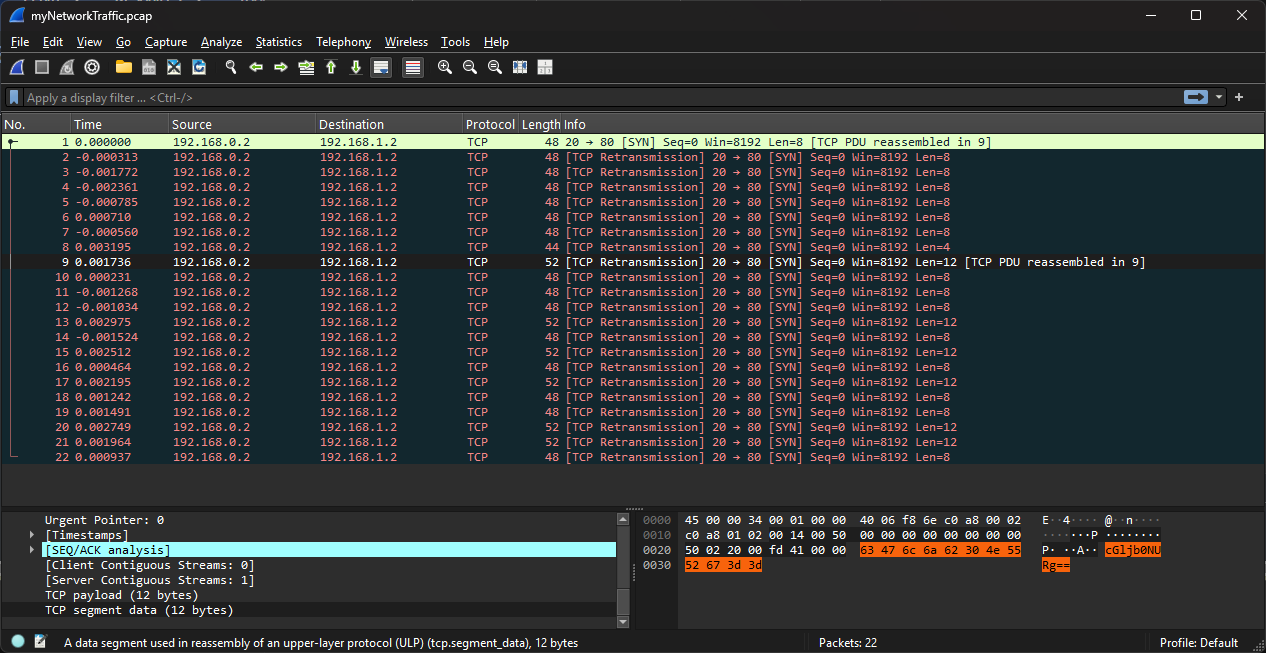 myNetworkTraffic.pcap
File Edit View Go Capture Analyze Statistics Telephony Wireless Tools Help
Apply a display filter ... <Ctrl-/>
No. Time Source Destination Protocol Length Info
1 0.000000 192.168.0.2 192.168.1.2 TCP 48 20 → 80 [SYN] Seq=0 Win=8192 Len=8 [TCP PDU reassembled in 9]
2 -0.000313 192.168.0.2 192.168.1.2 TCP 48 [TCP Retransmission] 20 → 80 [SYN] Seq=0 Win=8192 Len=8
3 -0.001772 192.168.0.2 192.168.1.2 TCP 48 [TCP Retransmission] 20 → 80 [SYN] Seq=0 Win=8192 Len=8
4 -0.002361 192.168.0.2 192.168.1.2 TCP 48 [TCP Retransmission] 20 → 80 [SYN] Seq=0 Win=8192 Len=8
5 -0.000785 192.168.0.2 192.168.1.2 TCP 48 [TCP Retransmission] 20 → 80 [SYN] Seq=0 Win=8192 Len=8
6 0.000710 192.168.0.2 192.168.1.2 TCP 48 [TCP Retransmission] 20 → 80 [SYN] Seq=0 Win=8192 Len=8
7 -0.000560 192.168.0.2 192.168.1.2 TCP 48 [TCP Retransmission] 20 → 80 [SYN] Seq=0 Win=8192 Len=8
8 0.003195 192.168.0.2 192.168.1.2 TCP 44 [TCP Retransmission] 20 → 80 [SYN] Seq=0 Win=8192 Len=4
9 0.001736 192.168.0.2 192.168.1.2 TCP 52 [TCP Retransmission] 20 → 80 [SYN] Seq=0 Win=8192 Len=12 [TCP PDU reassembled in 9]
10 0.000231 192.168.0.2 192.168.1.2 TCP 48 [TCP Retransmission] 20 → 80 [SYN] Seq=0 Win=8192 Len=8
11 -0.001268 192.168.0.2 192.168.1.2 TCP 48 [TCP Retransmission] 20 → 80 [SYN] Seq=0 Win=8192 Len=8
12 -0.001034 192.168.0.2 192.168.1.2 TCP 48 [TCP Retransmission] 20 → 80 [SYN] Seq=0 Win=8192 Len=8
13 0.002975 192.168.0.2 192.168.1.2 TCP 52 [TCP Retransmission] 20 → 80 [SYN] Seq=0 Win=8192 Len=12
14 -0.001524 192.168.0.2 192.168.1.2 TCP 48 [TCP Retransmission] 20 → 80 [SYN] Seq=0 Win=8192 Len=8
15 0.002512 192.168.0.2 192.168.1.2 TCP 52 [TCP Retransmission] 20 → 80 [SYN] Seq=0 Win=8192 Len=12
16 0.000464 192.168.0.2 192.168.1.2 TCP 48 [TCP Retransmission] 20 → 80 [SYN] Seq=0 Win=8192 Len=8
17 0.002195 192.168.0.2 192.168.1.2 TCP 52 [TCP Retransmission] 20 → 80 [SYN] Seq=0 Win=8192 Len=12
18 0.001242 192.168.0.2 192.168.1.2 TCP 48 [TCP Retransmission] 20 → 80 [SYN] Seq=0 Win=8192 Len=8
19 0.001491 192.168.0.2 192.168.1.2 TCP 48 [TCP Retransmission] 20 → 80 [SYN] Seq=0 Win=8192 Len=8
20 0.002749 192.168.0.2 192.168.1.2 TCP 52 [TCP Retransmission] 20 → 80 [SYN] Seq=0 Win=8192 Len=12
21 0.001964 192.168.0.2 192.168.1.2 TCP 52 [TCP Retransmission] 20 → 80 [SYN] Seq=0 Win=8192 Len=12
22 0.000937 192.168.0.2 192.168.1.2 TCP 48 [TCP Retransmission] 20 → 80 [SYN] Seq=0 Win=8192 Len=8
Urgent Pointer: 0
[Timestamps]
[SEQ/ACK analysis]
[Client Contiguous Streams: 0]
[Server Contiguous Streams: 1]
TCP payload (12 bytes)
TCP segment data (12 bytes)
0000 45 00 00 34 00 01 00 00 40 06 f8 6e c0 a8 00 02 E··4···· @··n····
0010 c0 a8 01 02 00 14 00 50 00 00 00 00 00 00 00 00 ·······P ········
0020 50 02 20 00 fd 41 00 00 63 47 6c 6a 62 30 4e 55 P· ··A·· cGljb0NU
0030 52 67 3d 3d Rg==
A data segment used in reassembly of an upper-layer protocol (ULP) (tcp.segment_data), 12 bytes
Packets: 22
Profile: Default